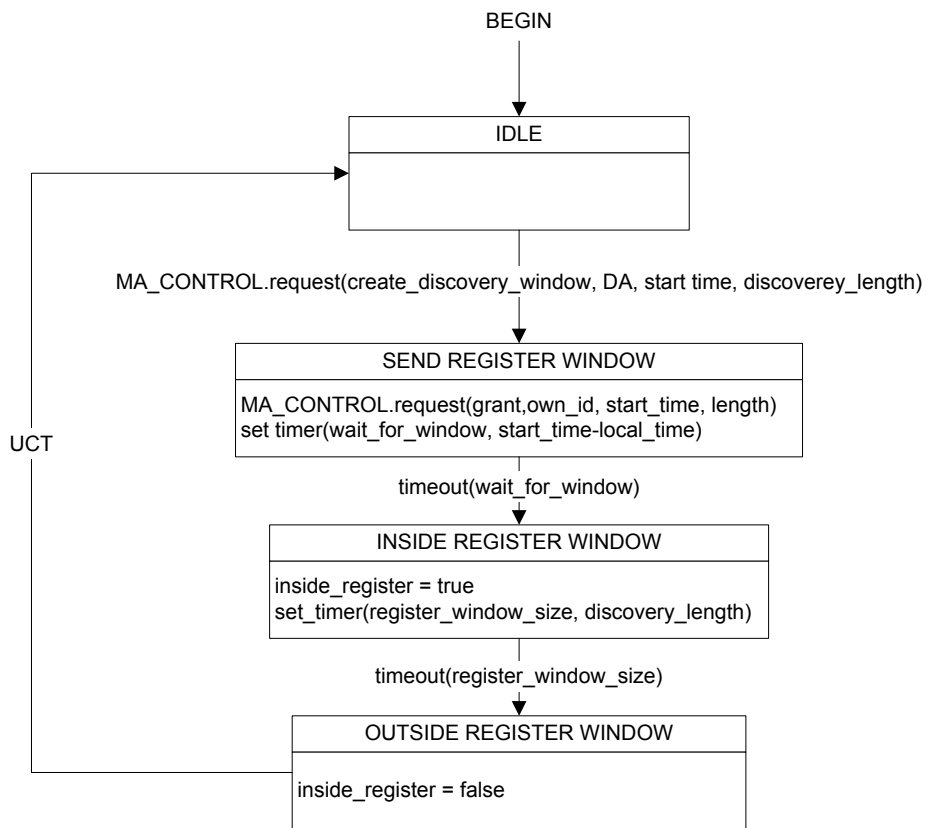 BEGIN
IDLE
MA_CONTROL.request(create_discovery_window, DA, start time, discoverey_length)
SEND REGISTER WINDOW
MA_CONTROL.request(grant,own_id, start_time, length)
set timer(wait_for_window, start_time-local_time)
UCT
timeout(wait_for_window)
INSIDE REGISTER WINDOW
inside_register = true
set_timer(register_window_size, discovery_length)
timeout(register_window_size)
OUTSIDE REGISTER WINDOW
inside_register = false